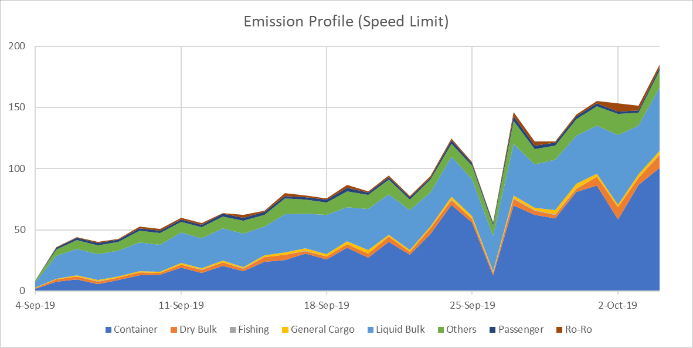 Emission Profile (Speed Limit)
200
150
100
50
0
4-Sep-19 11-Sep-19 18-Sep-19 25-Sep-19 2-Oct-19
Container Dry Bulk Fishing General Cargo Liquid Bulk Others Passenger Ro-Ro